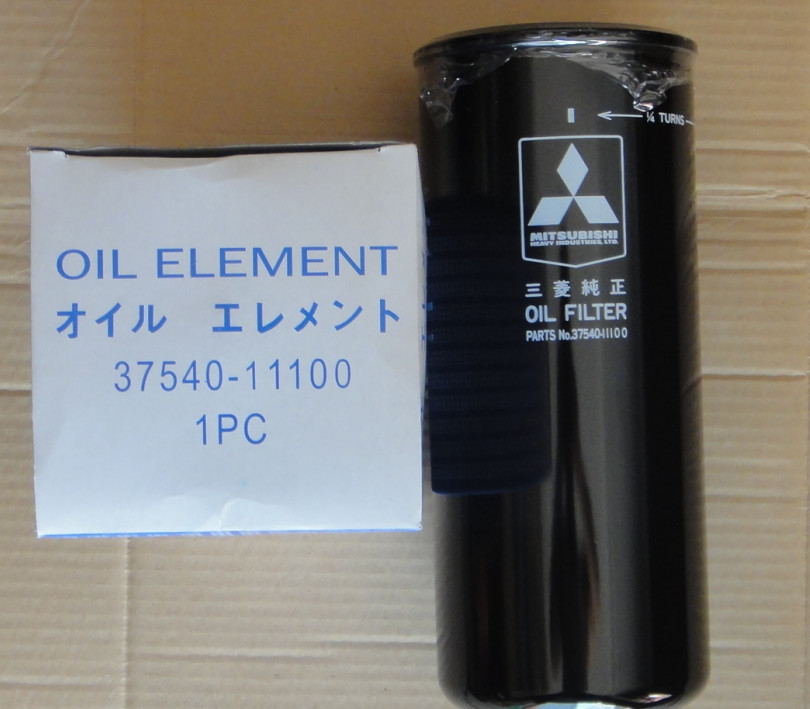 OIL ELEMENT
オイル エレメント
37540-11100
1PC
¼ TURNS
MITSUBISHI
HEAVY INDUSTRIES, LTD.
三菱純正
OIL FILTER
PARTS No.37540-11100